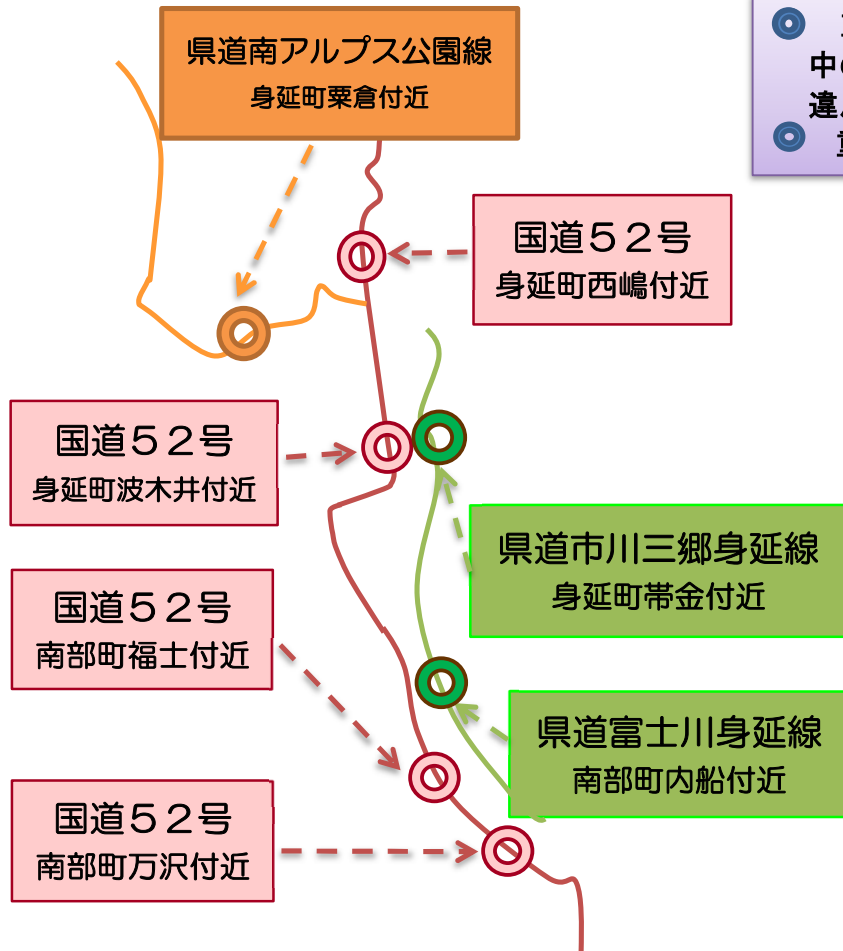 県道南アルプス公園線
身延町粟倉付近
中の
違
国道５２号
身延町西嶋付近
国道５２号
身延町波木井付近
県道市川三郷身延線
身延町帯金付近
国道５２号
南部町福士付近
県道富士川身延線
南部町内船付近
国道５２号
南部町万沢付近